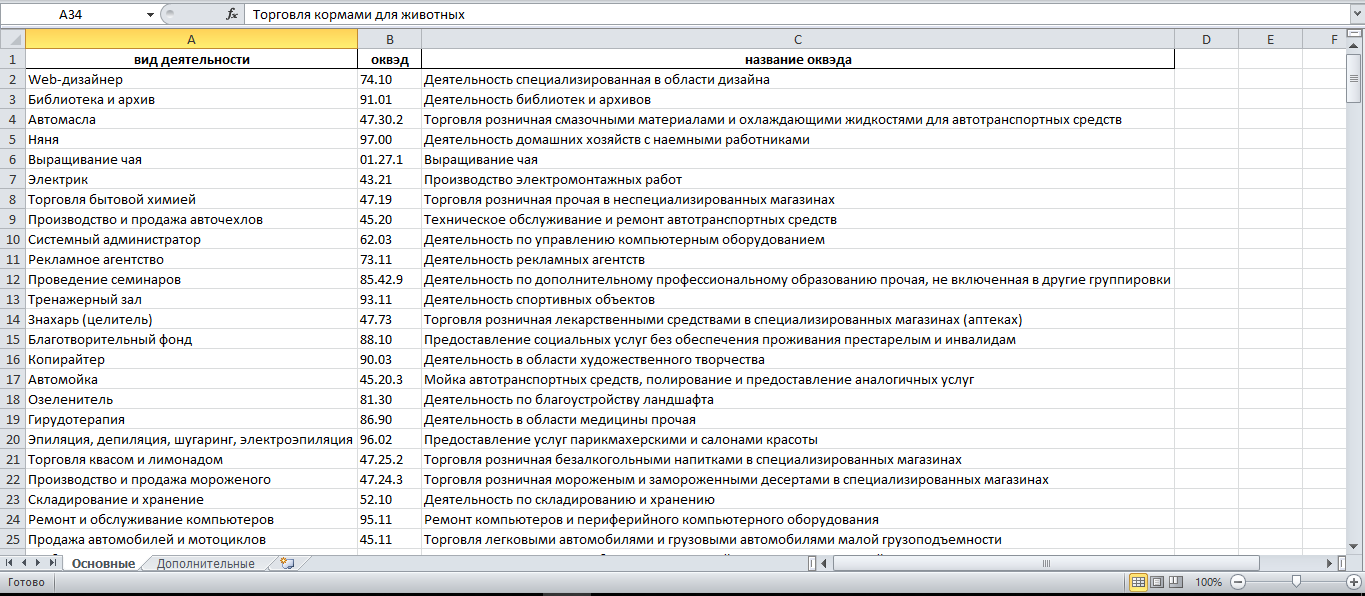 A34 fx Торговля кормами для животных
A B C D E F
1 вид деятельности оквэд название оквэда
2 Web-дизайнер 74.10 Деятельность специализированная в области дизайна
3 Библиотека и архив 91.01 Деятельность библиотек и архивов
4 Автомасла 47.30.2 Торговля розничная смазочными материалами и охлаждающими жидкостями для автотранспортных средств
5 Няня 97.00 Деятельность домашних хозяйств с наемными работниками
6 Выращивание чая 01.27.1 Выращивание чая
7 Электрик 43.21 Производство электромонтажных работ
8 Торговля бытовой химией 47.19 Торговля розничная прочая в неспециализированных магазинах
9 Производство и продажа авточехлов 45.20 Техническое обслуживание и ремонт автотранспортных средств
10 Системный администратор 62.03 Деятельность по управлению компьютерным оборудованием
11 Рекламное агентство 73.11 Деятельность рекламных агентств
12 Проведение семинаров 85.42.9 Деятельность по дополнительному профессиональному образованию прочая, не включенная в другие группировки
13 Тренажерный зал 93.11 Деятельность спортивных объектов
14 Знахарь (целитель) 47.73 Торговля розничная лекарственными средствами в специализированных магазинах (аптеках)
15 Благотворительный фонд 88.10 Предоставление социальных услуг без обеспечения проживания престарелым и инвалидам
16 Копирайтер 90.03 Деятельность в области художественного творчества
17 Автомойка 45.20.3 Мойка автотранспортных средств, полирование и предоставление аналогичных услуг
18 Озеленитель 81.30 Деятельность по благоустройству ландшафта
19 Гирудотерапия 86.90 Деятельность в области медицины прочая
20 Эпиляция, депиляция, шугаринг, электроэпиляция 96.02 Предоставление услуг парикмахерскими и салонами красоты
21 Торговля квасом и лимонадом 47.25.2 Торговля розничная безалкогольными напитками в специализированных магазинах
22 Производство и продажа мороженого 47.24.3 Торговля розничная мороженым и замороженными десертами в специализированных магазинах
23 Складирование и хранение 52.10 Деятельность по складированию и хранению
24 Ремонт и обслуживание компьютеров 95.11 Ремонт компьютеров и периферийного компьютерного оборудования
25 Продажа автомобилей и мотоциклов 45.11 Торговля легковыми автомобилями и грузовыми автомобилями малой грузоподъемности
Основные Дополнительные
Готово 100%